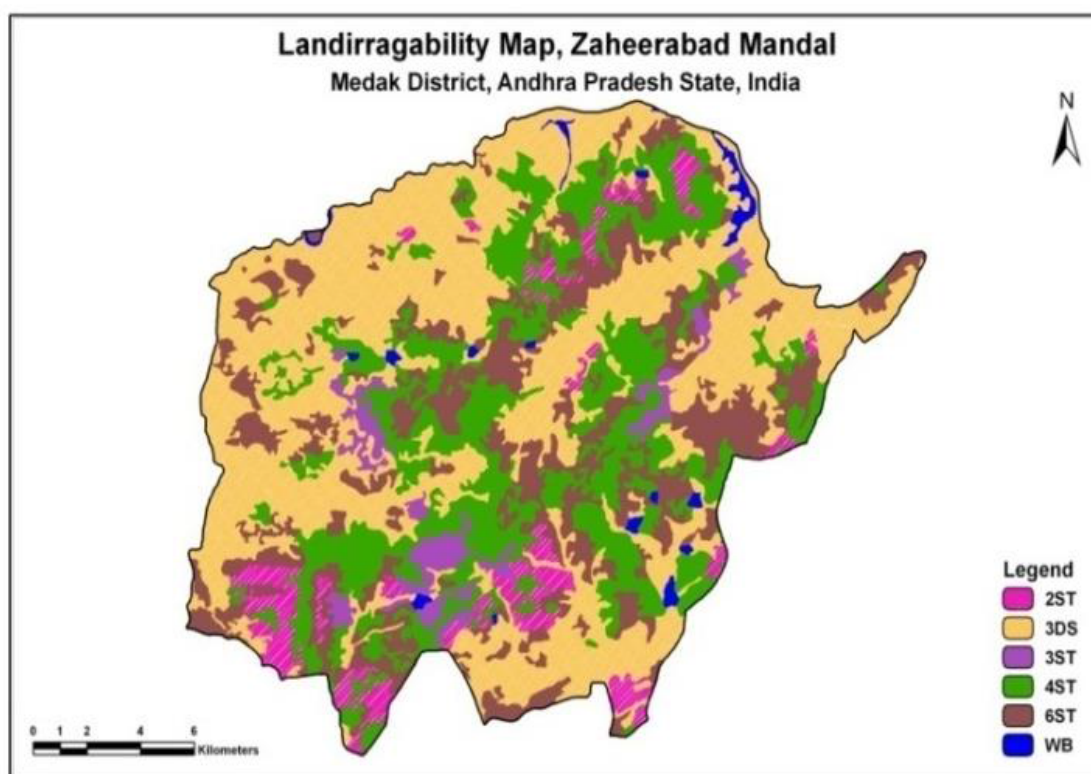 Landirragability Map, Zaheerabad Mandal
Medak District, Andhra Pradesh State, India
N
Legend
2ST
3DS
3ST
4ST
6ST
WB
0 1 2 4 6
Kilometers